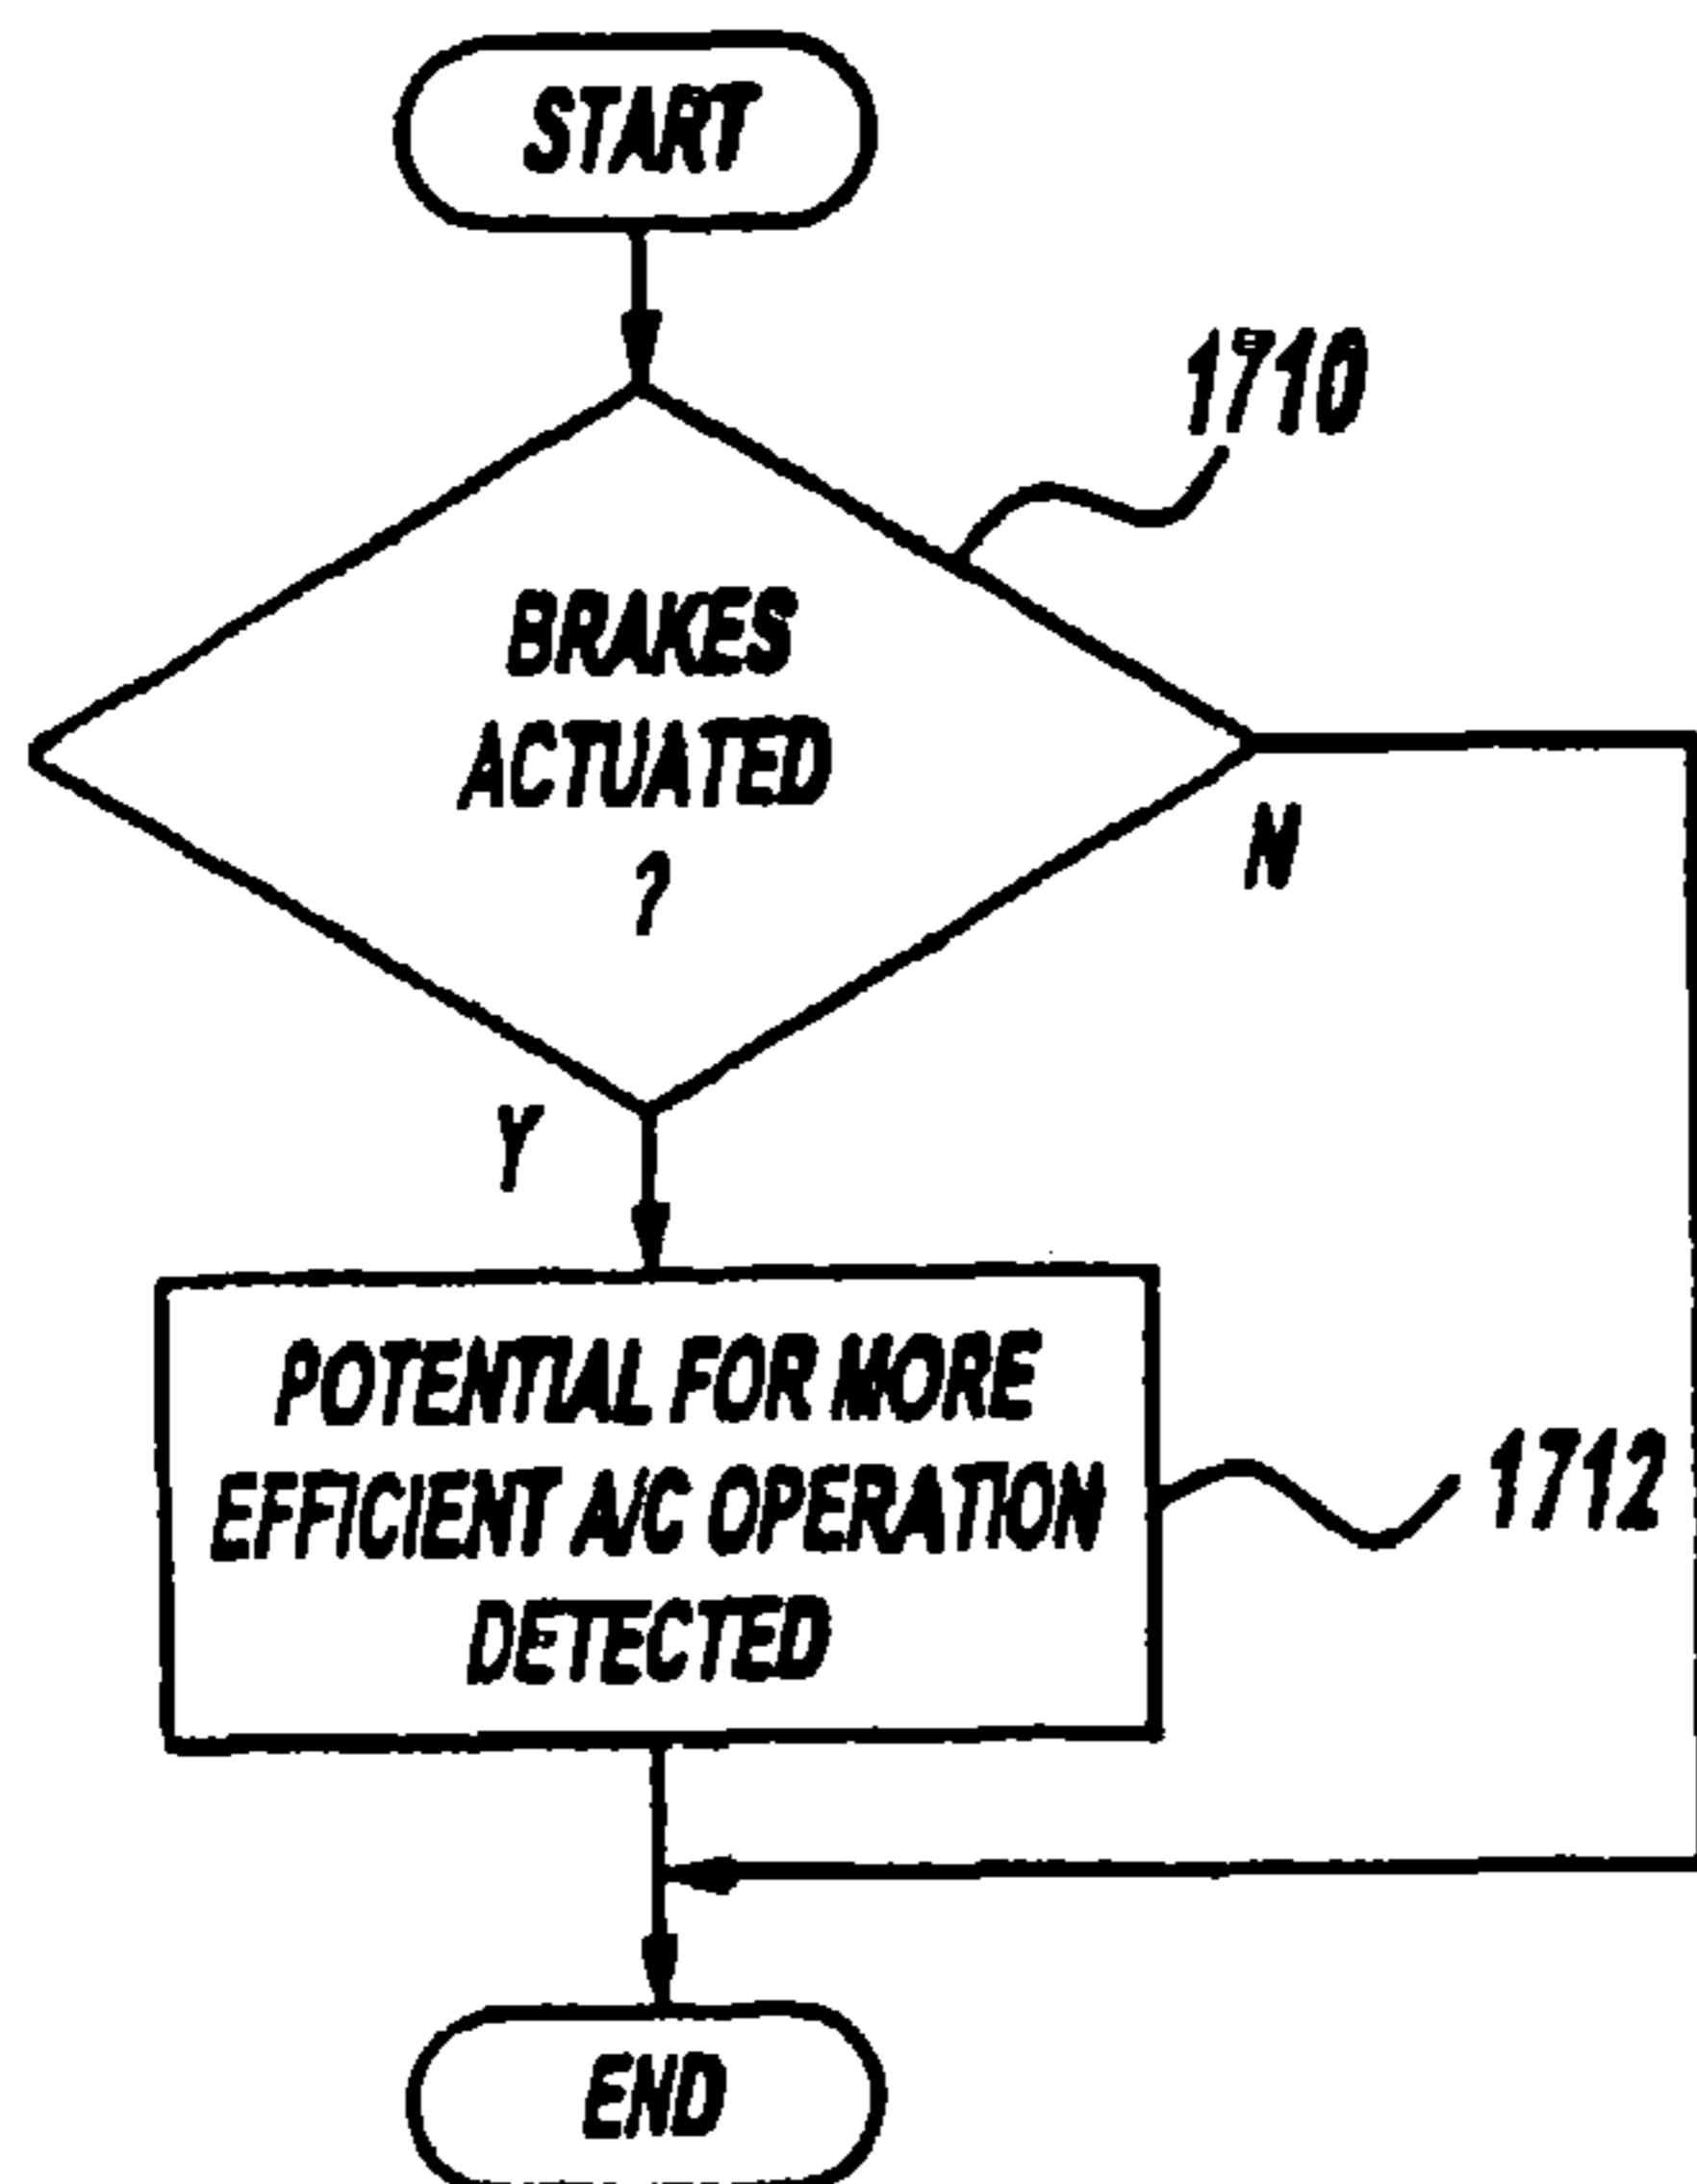 START
1710
BRAKES
ACTUATED
?
N
Y
POTENTIAL FOR MORE
EFFICIENT A/C OPERATION
DETECTED
1712
END